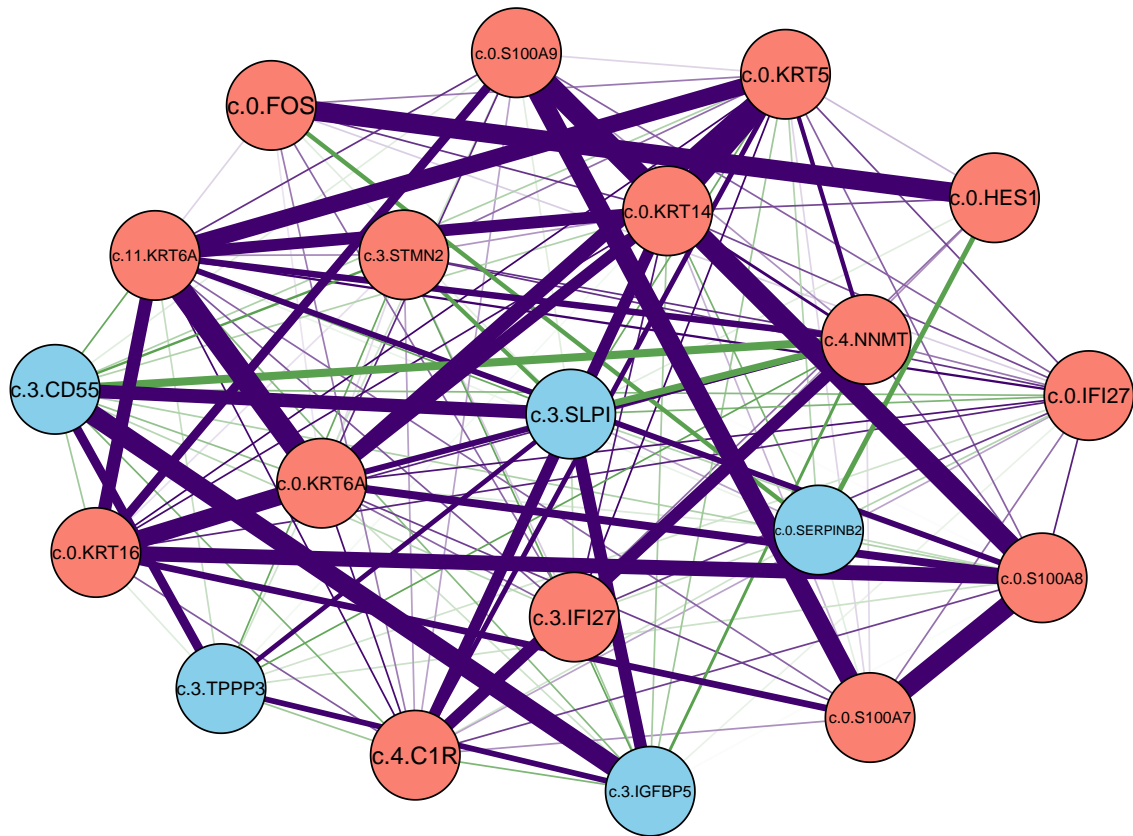 c.0.S100A9
c.0.KRT5
c.0.FOS
c.0.HES1
c.0.KRT14
c.11.KRT6A
c.3.STMN2
c.4.NNMT
c.3.CD55
c.0.IFI27
c.3.SLPI
c.0.KRT6A
c.0.SERPINB2
c.0.KRT16
c.0.S100A8
c.3.IFI27
c.3.TPPP3
c.0.S100A7
c.4.C1R
c.3.IGFBP5